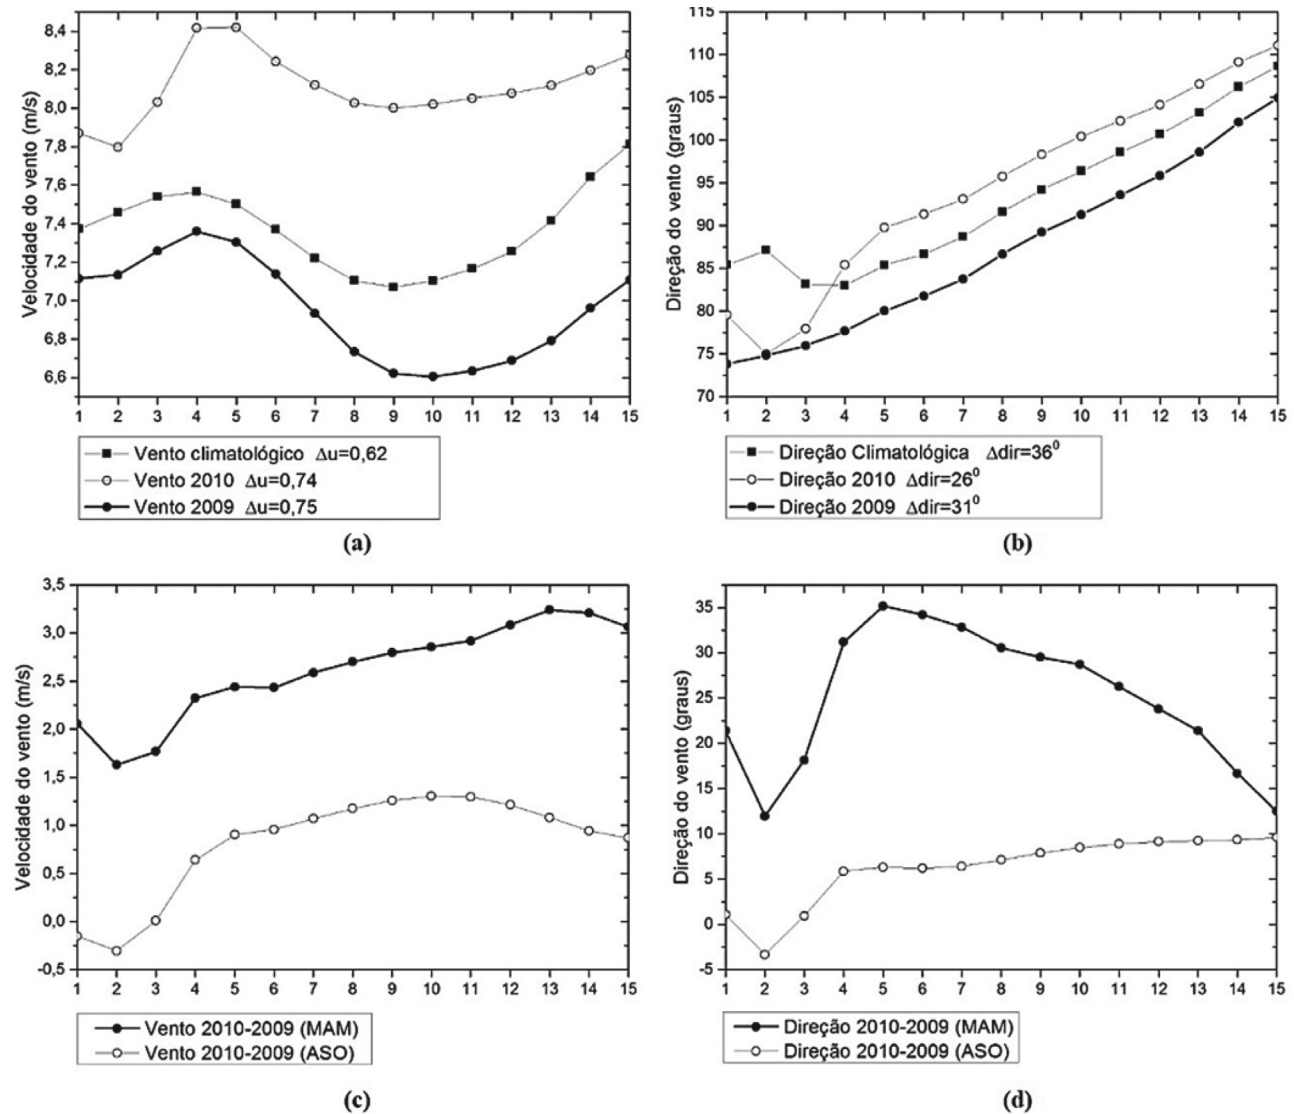 (a)
Velocidade do vento (m/s)
8,4
8,2
8,0
7,8
7,6
7,4
7,2
7,0
6,8
6,6
1 2 3 4 5 6 7 8 9 10 11 12 13 14 15
Vento climatológico Δu=0,62
Vento 2010 Δu=0,74
Vento 2009 Δu=0,75
(b)
Direção do vento (graus)
115
110
105
100
95
90
85
80
75
70
1 2 3 4 5 6 7 8 9 10 11 12 13 14 15
Direção Climatológica Δdir=36⁰
Direção 2010 Δdir=26⁰
Direção 2009 Δdir=31⁰
(c)
Velocidade do vento (m/s)
3,5
3,0
2,5
2,0
1,5
1,0
0,5
0,0
-0,5
1 2 3 4 5 6 7 8 9 10 11 12 13 14 15
Vento 2010-2009 (MAM)
Vento 2010-2009 (ASO)
(d)
Direção do vento (graus)
35
30
25
20
15
10
5
0
-5
1 2 3 4 5 6 7 8 9 10 11 12 13 14 15
Direção 2010-2009 (MAM)
Direção 2010-2009 (ASO)